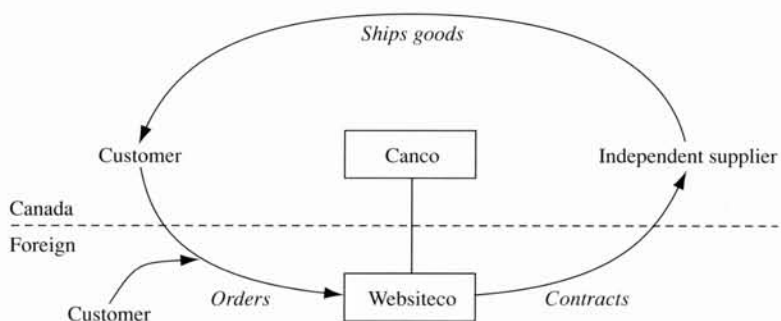 Ships goods
Customer
Canco
Independent supplier
Canada
Foreign
Customer
Orders
Websiteco
Contracts